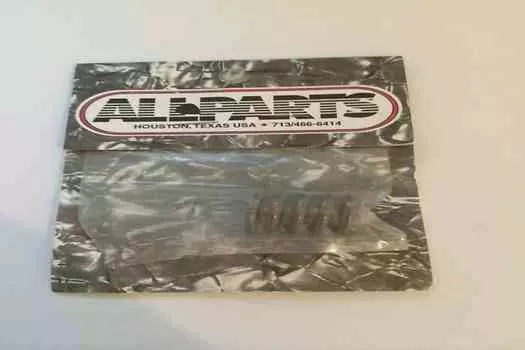 ALLPARTS
HOUSTON, TEXAS USA • 713/466-6414